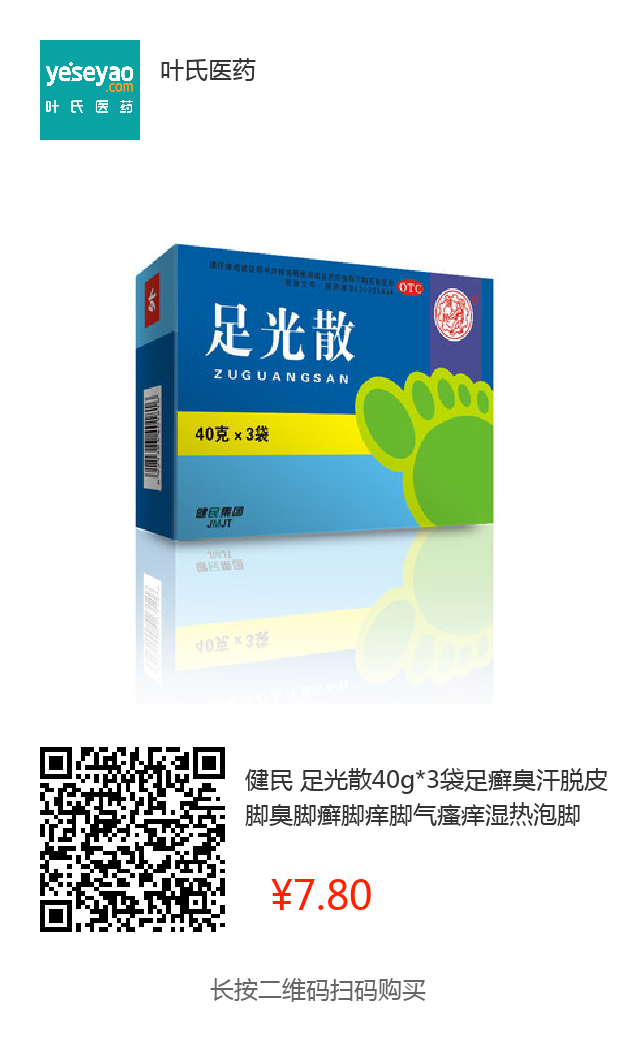 yeseyao
.com
叶氏医药
叶氏医药
OTC
足光散
ZUGUANGSAN
40克×3袋
健民集团
JMJT
健民 足光散40g*3袋足癣臭汗脱皮
脚臭脚癣脚痒脚气瘙痒湿热泡脚
¥7.80
长按二维码扫码购买